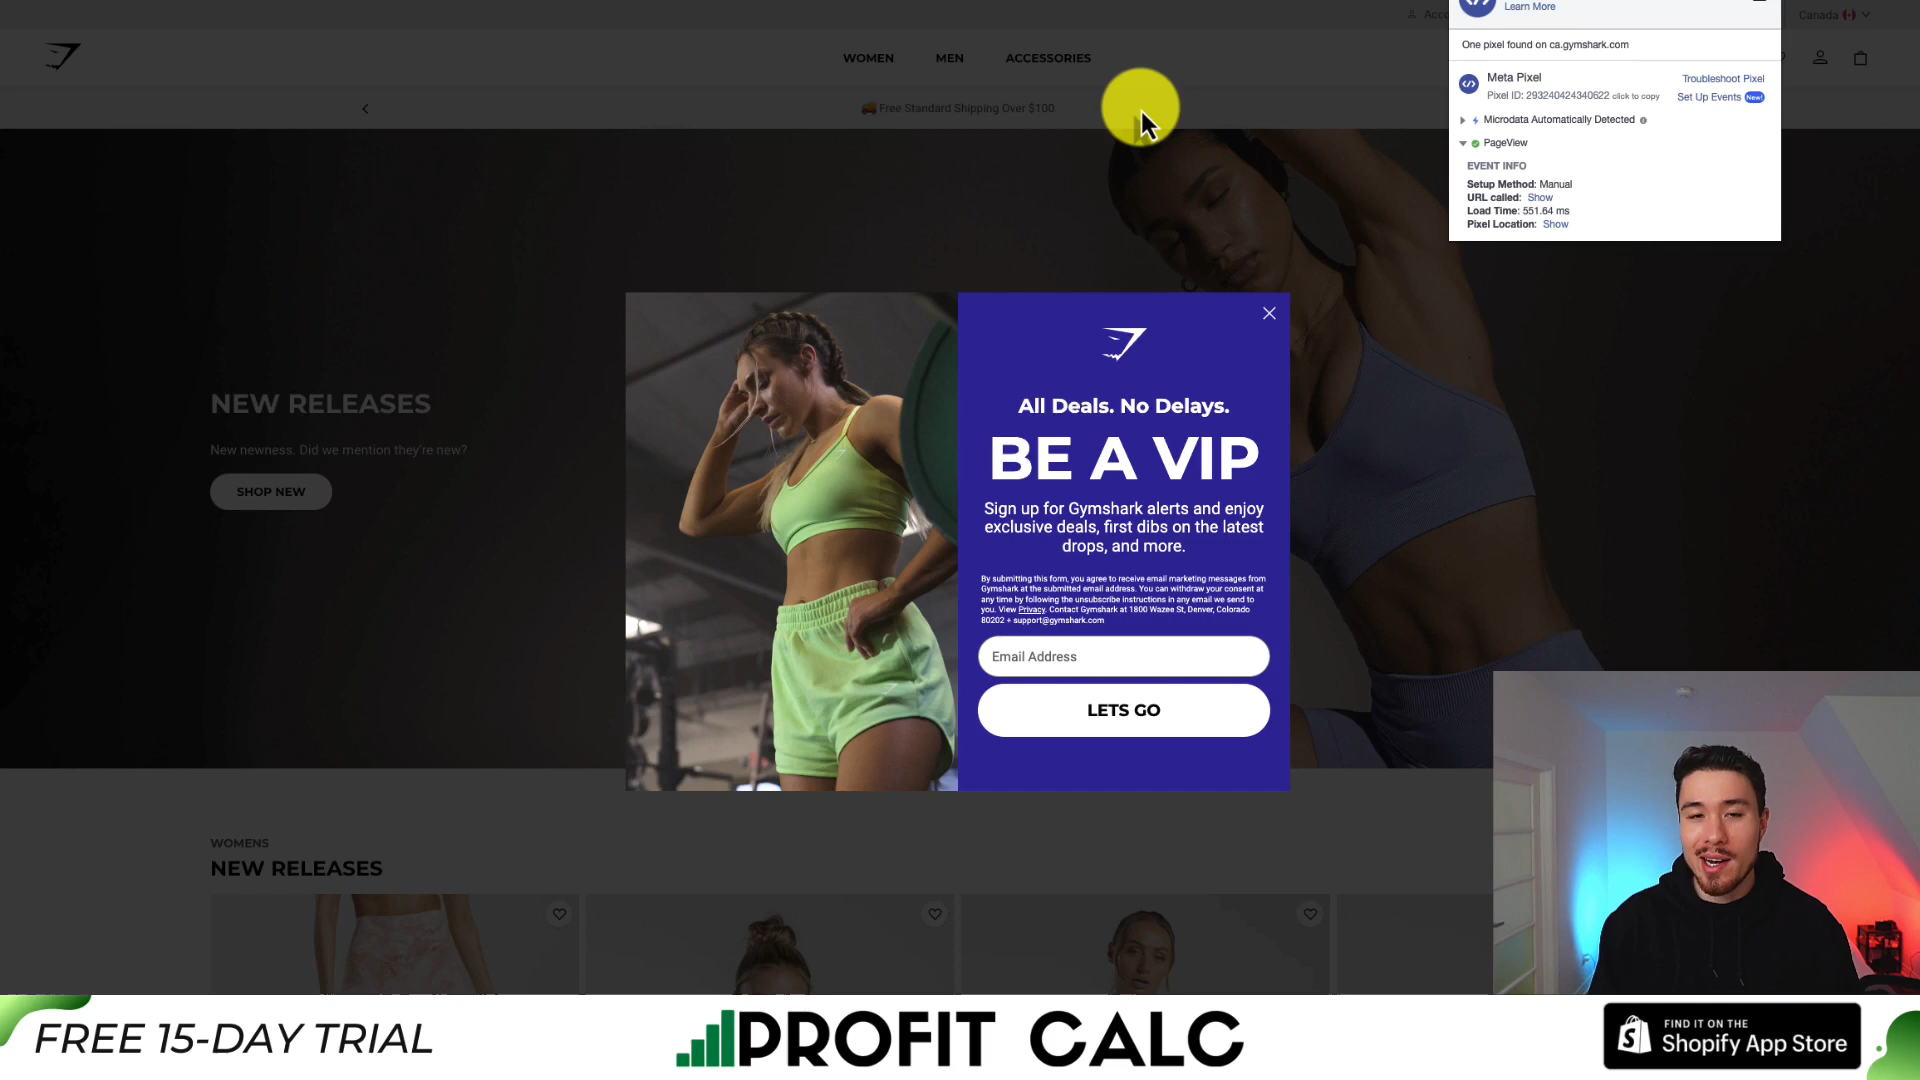 Learn More
Canada
WOMEN
MEN
ACCESSORIES
One pixel found on ca.gymshark.com
Meta Pixel
Troubleshoot Pixel
Pixel ID: 293240424340622 click to copy
Set Up Events New!
Free Standard Shipping Over $100
Microdata Automatically Detected
PageView
EVENT INFO
Setup Method: Manual
URL called: Show
Load Time: 551.64 ms
Pixel Location: Show
NEW RELEASES
New newness. Did we mention they're new?
SHOP NEW
All Deals. No Delays.
BE A VIP
Sign up for Gymshark alerts and enjoy
exclusive deals, first dibs on the latest
drops, and more.
By submitting this form, you agree to receive email marketing messages from
Gymshark at the submitted email address. You can withdraw your consent at
any time by following the unsubscribe instructions in any email we send to
you. View Privacy. Contact Gymshark at 1800 Wazee St, Denver, Colorado
80202 + support@gymshark.com
Email Address
LETS GO
WOMENS
NEW RELEASES
FREE 15-DAY TRIAL
PROFIT CALC
FIND IT ON THE
Shopify App Store